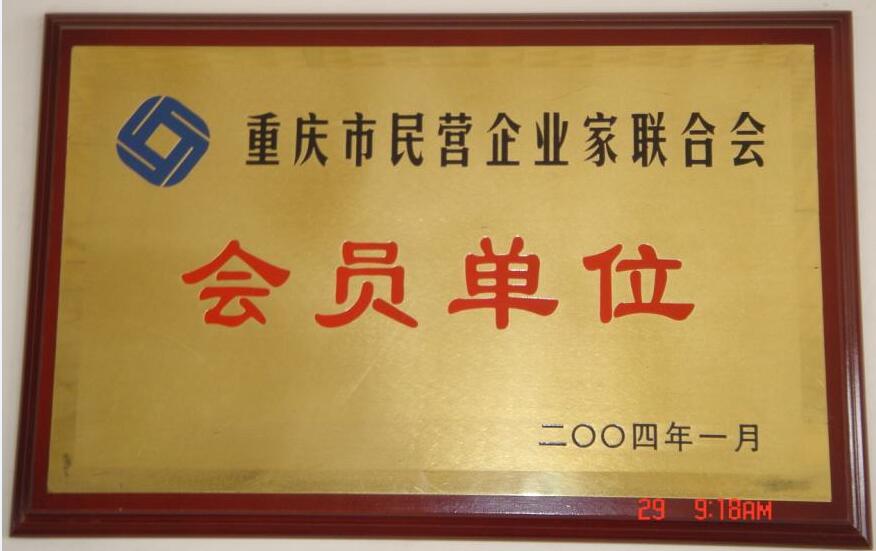 重庆市民营企业家联合会
会员单位
二〇〇四年一月
29 9:18AM